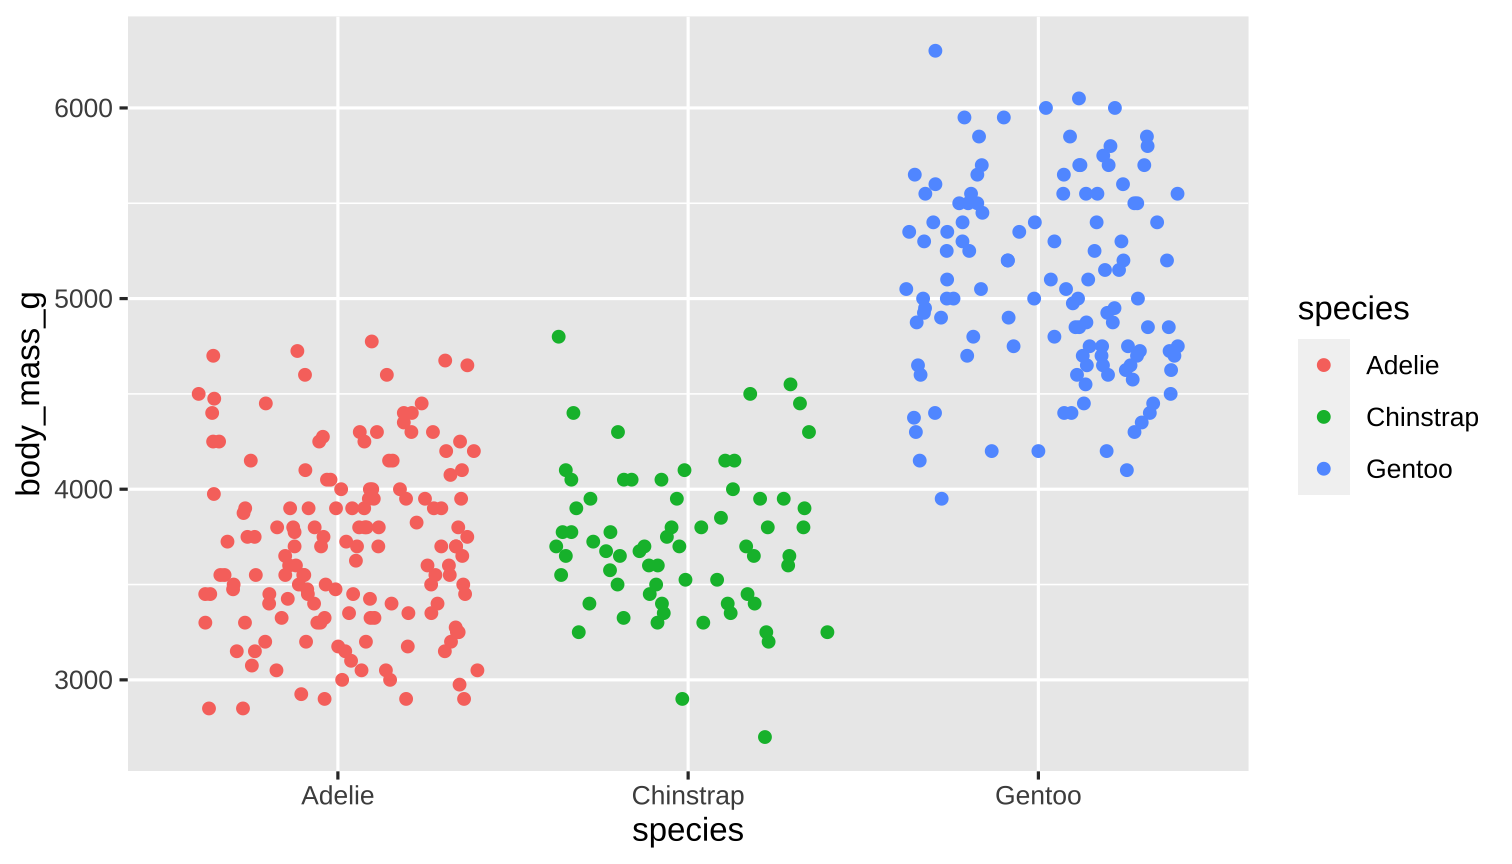 body_mass_g
6000
5000
4000
3000
Adelie
Chinstrap
Gentoo
species
species
Adelie
Chinstrap
Gentoo